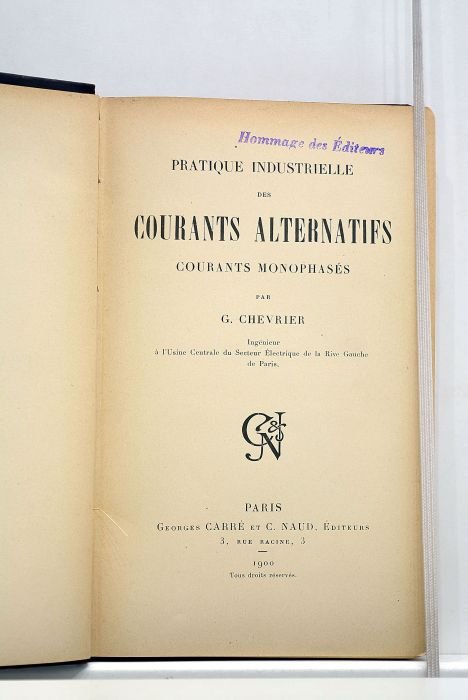 Hommage des Éditeurs
PRATIQUE INDUSTRIELLE
DES
COURANTS ALTERNATIFS
COURANTS MONOPHASÉS
PAR
G. CHEVRIER
Ingénieur
à l'Usine Centrale du Secteur Électrique de la Rive Gauche
de Paris.
PARIS
GEORGES CARRÉ ET C. NAUD, ÉDITEURS
3, RUE RACINE, 3
1900
Tous droits réservés.